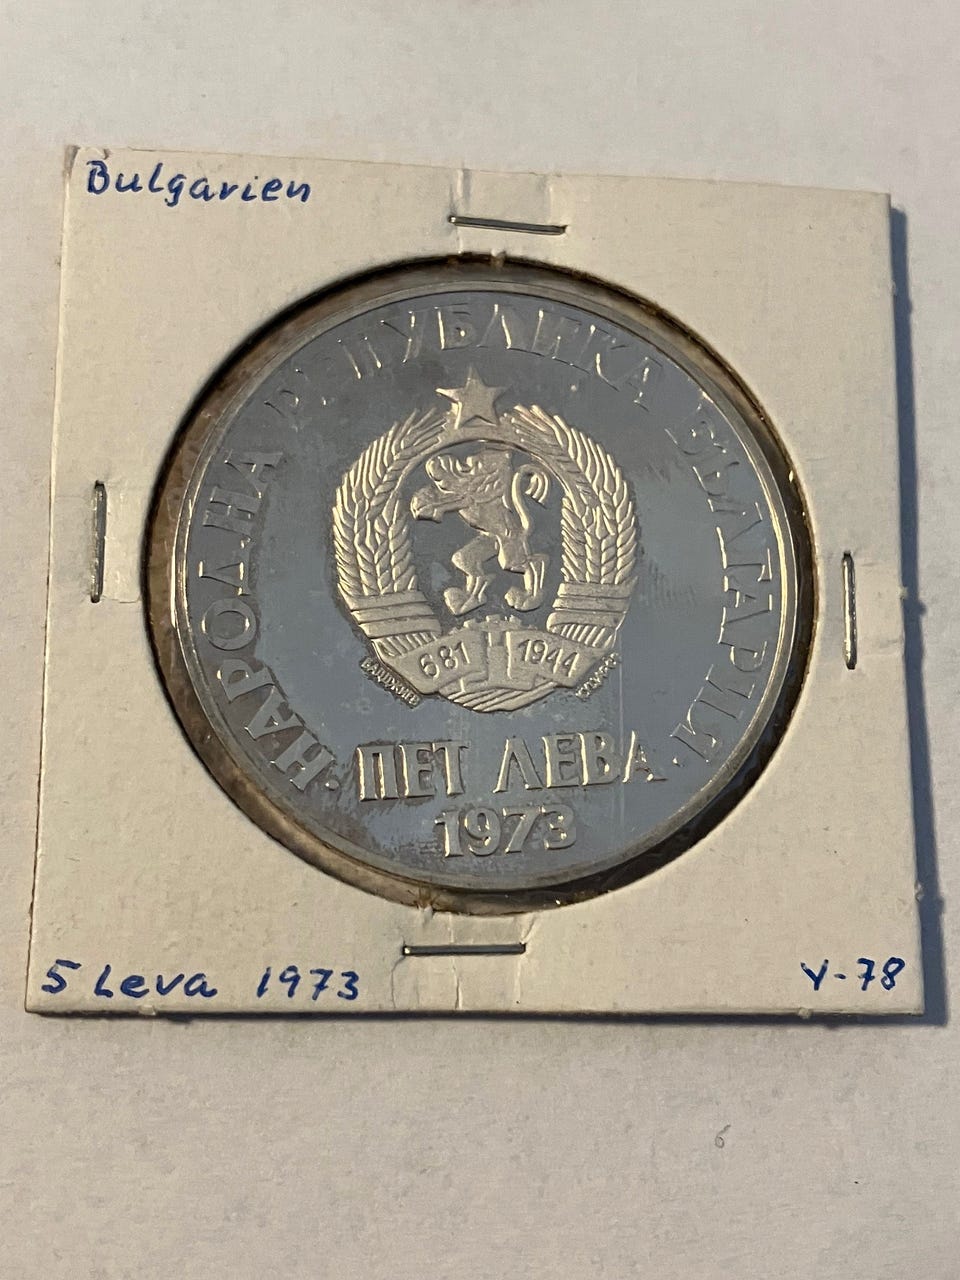 Bulgarien
НАРОДНА РЕПУБЛИКА БЪЛГАРИЯ
681 1944
· ПЕТ ЛЕВА ·
1973
5 Leva 1973
Y-78